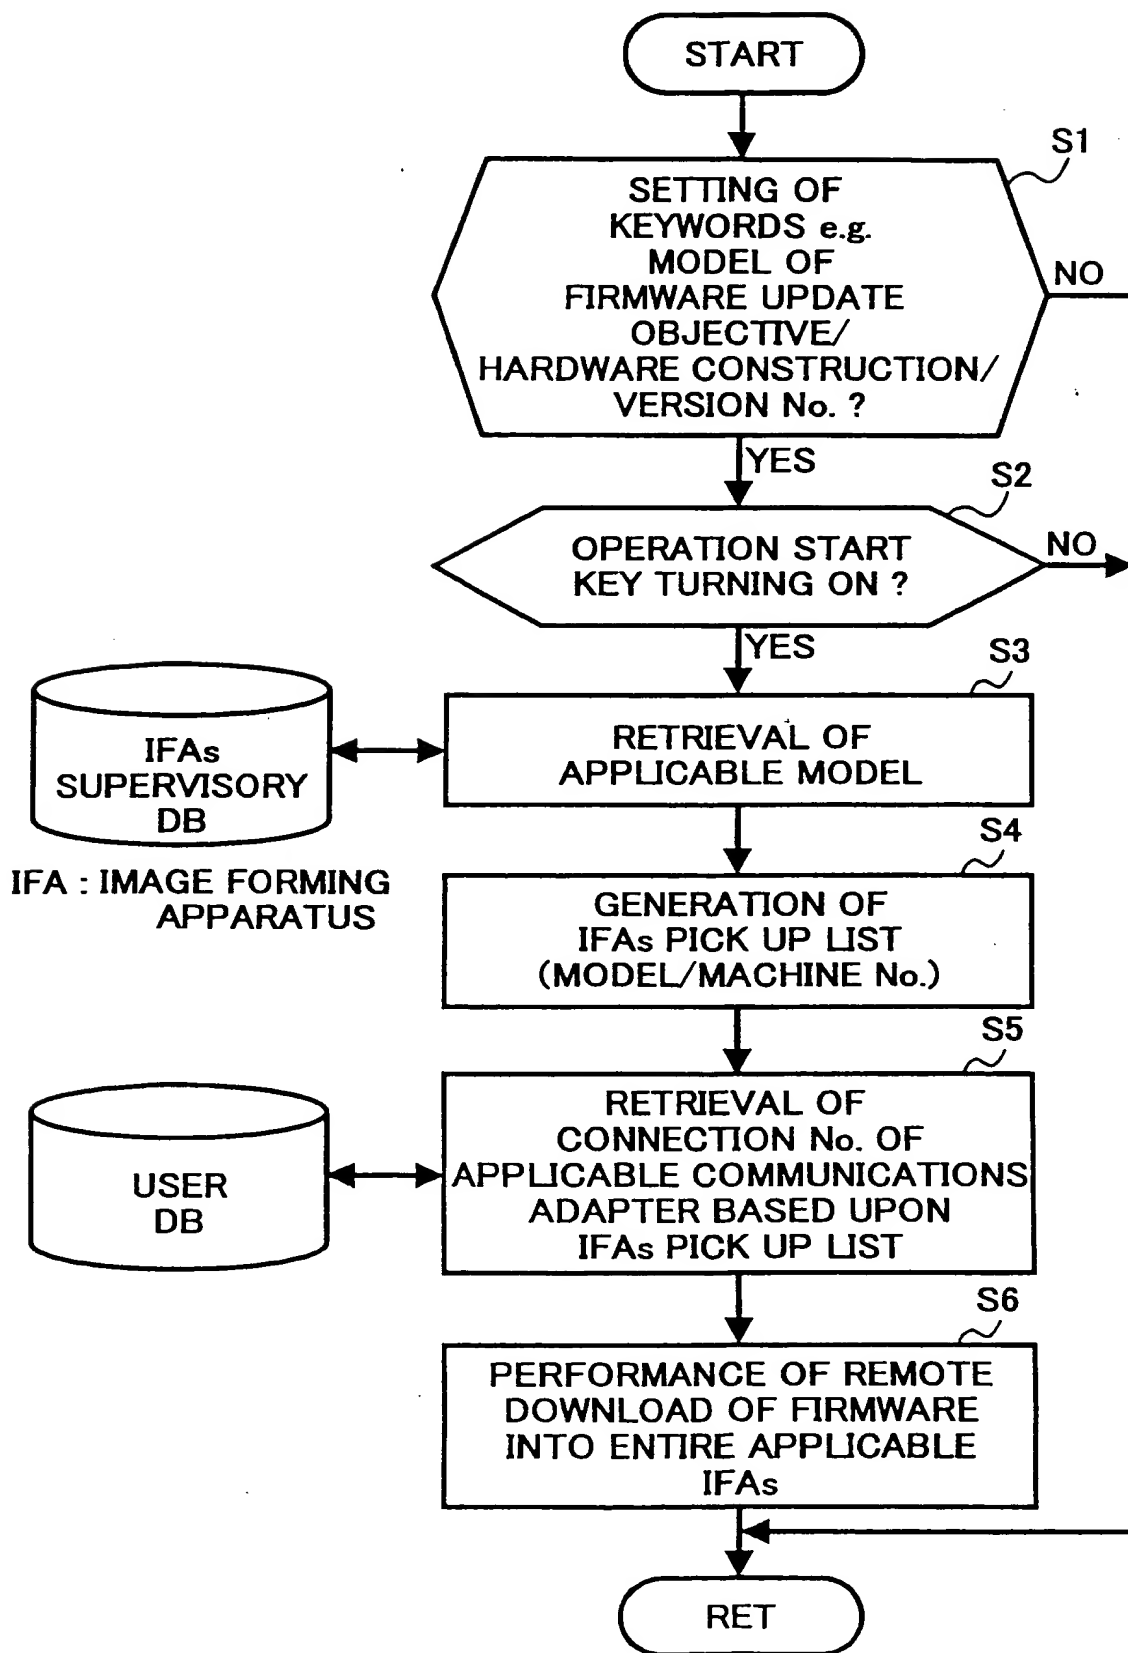 START
S1
SETTING OF
KEYWORDS e.g.
MODEL OF
FIRMWARE UPDATE
OBJECTIVE/
HARDWARE CONSTRUCTION/
VERSION No. ?
NO
YES
S2
OPERATION START
KEY TURNING ON ?
NO
YES
S3
RETRIEVAL OF
APPLICABLE MODEL
IFAs
SUPERVISORY
DB
IFA : IMAGE FORMING
APPARATUS
S4
GENERATION OF
IFAs PICK UP LIST
(MODEL/MACHINE No.)
S5
RETRIEVAL OF
CONNECTION No. OF
APPLICABLE COMMUNICATIONS
ADAPTER BASED UPON
IFAs PICK UP LIST
USER
DB
S6
PERFORMANCE OF REMOTE
DOWNLOAD OF FIRMWARE
INTO ENTIRE APPLICABLE
IFAs
RET